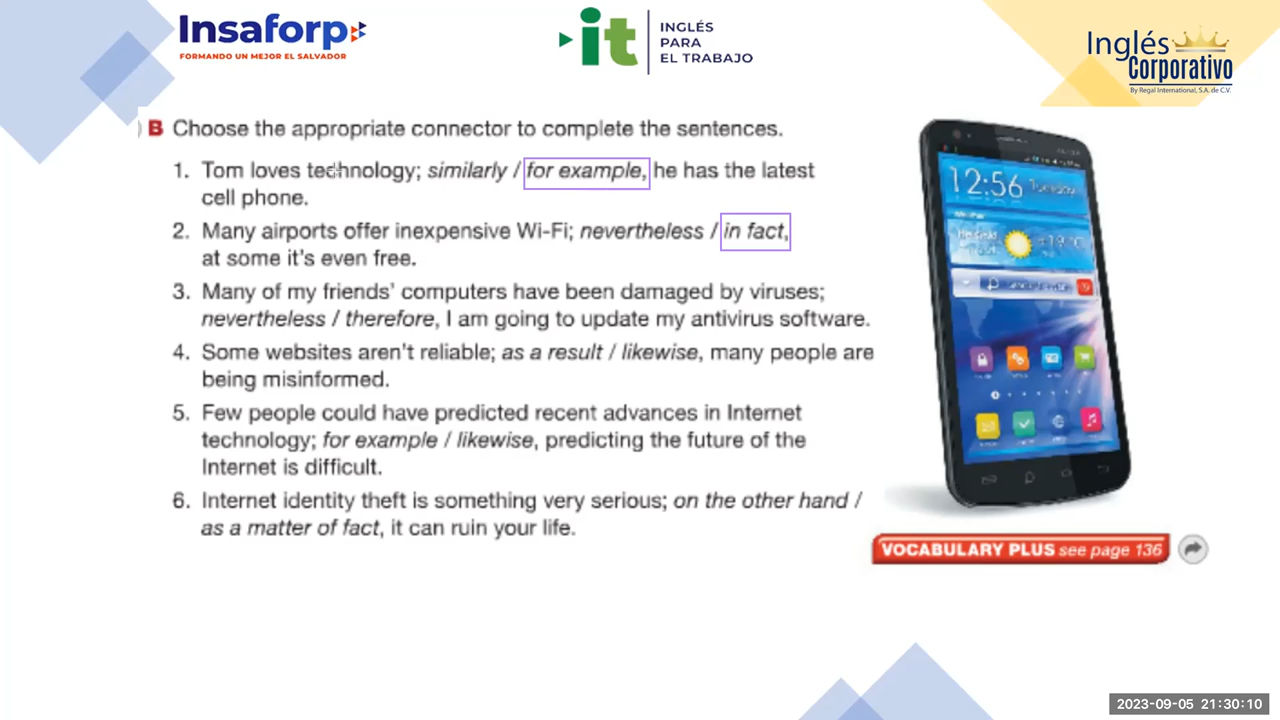 Insaforp
FORMANDO UN MEJOR EL SALVADOR
it
INGLÉS
PARA
EL TRABAJO
Inglés
Corporativo
By Regal International, S.A. de C.V.
B Choose the appropriate connector to complete the sentences.
1. Tom loves technology; similarly / for example, he has the latest
cell phone.
2. Many airports offer inexpensive Wi-Fi; nevertheless / in fact,
at some it's even free.
3. Many of my friends' computers have been damaged by viruses;
nevertheless / therefore, I am going to update my antivirus software.
4. Some websites aren't reliable; as a result / likewise, many people are
being misinformed.
5. Few people could have predicted recent advances in Internet
technology; for example / likewise, predicting the future of the
Internet is difficult.
6. Internet identity theft is something very serious; on the other hand /
as a matter of fact, it can ruin your life.
12:56 Tuesday
VOCABULARY PLUS see page 136
2023-09-05 21:30:10